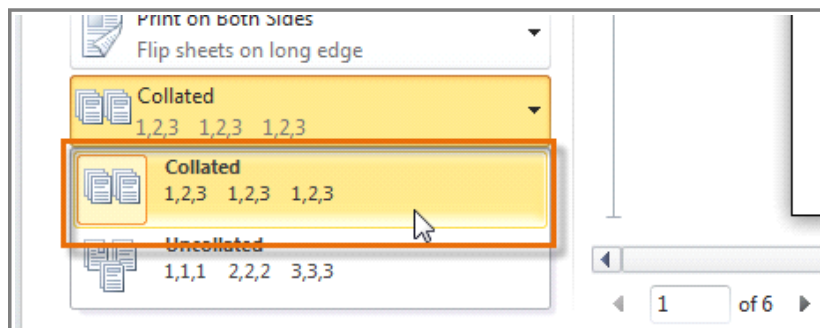 Print on Both Sides
Flip sheets on long edge
Collated
1,2,3 1,2,3 1,2,3
Collated
1,2,3 1,2,3 1,2,3
Uncollated
1,1,1 2,2,2 3,3,3
1 of 6